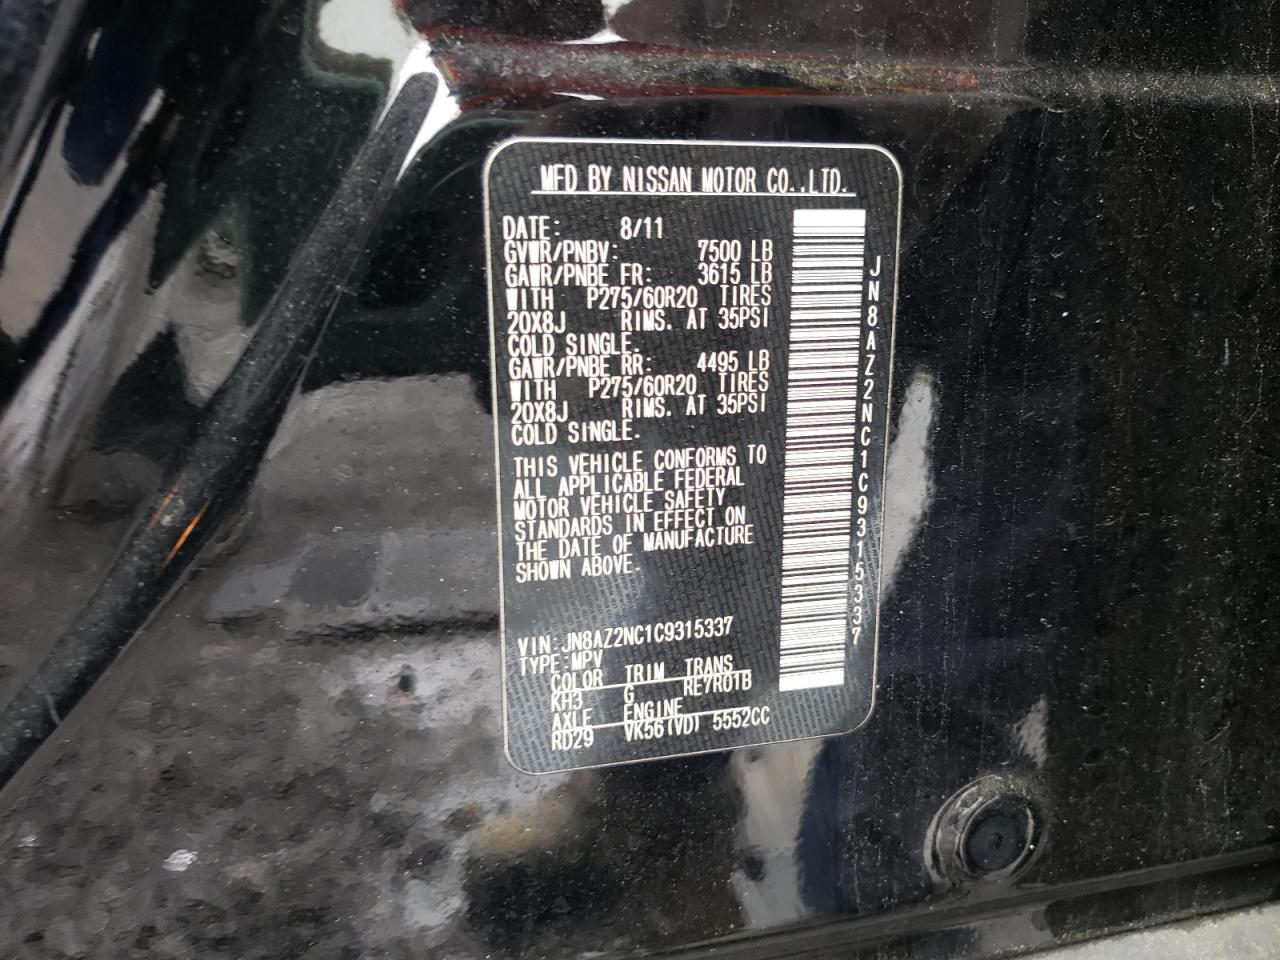 MFD BY NISSAN MOTOR CO.,LTD.
DATE: 8/11
GVWR/PNBV: 7500 LB
GAWR/PNBE FR: 3615 LB
WITH P275/60R20 TIRES
20X8J RIMS. AT 35PSI
COLD SINGLE.
GAWR/PNBE RR: 4495 LB
WITH P275/60R20 TIRES
20X8J RIMS. AT 35PSI
COLD SINGLE.
THIS VEHICLE CONFORMS TO
ALL APPLICABLE FEDERAL
MOTOR VEHICLE SAFETY
STANDARDS IN EFFECT ON
THE DATE OF MANUFACTURE
SHOWN ABOVE.
VIN:JN8AZ2NC1C9315337
TYPE:MPV
COLOR TRIM TRANS
KH3 G RE7R01B
AXLE ENGINE
RD29 VK56(VD) 5552CC
JN8AZ2NC1C9315337